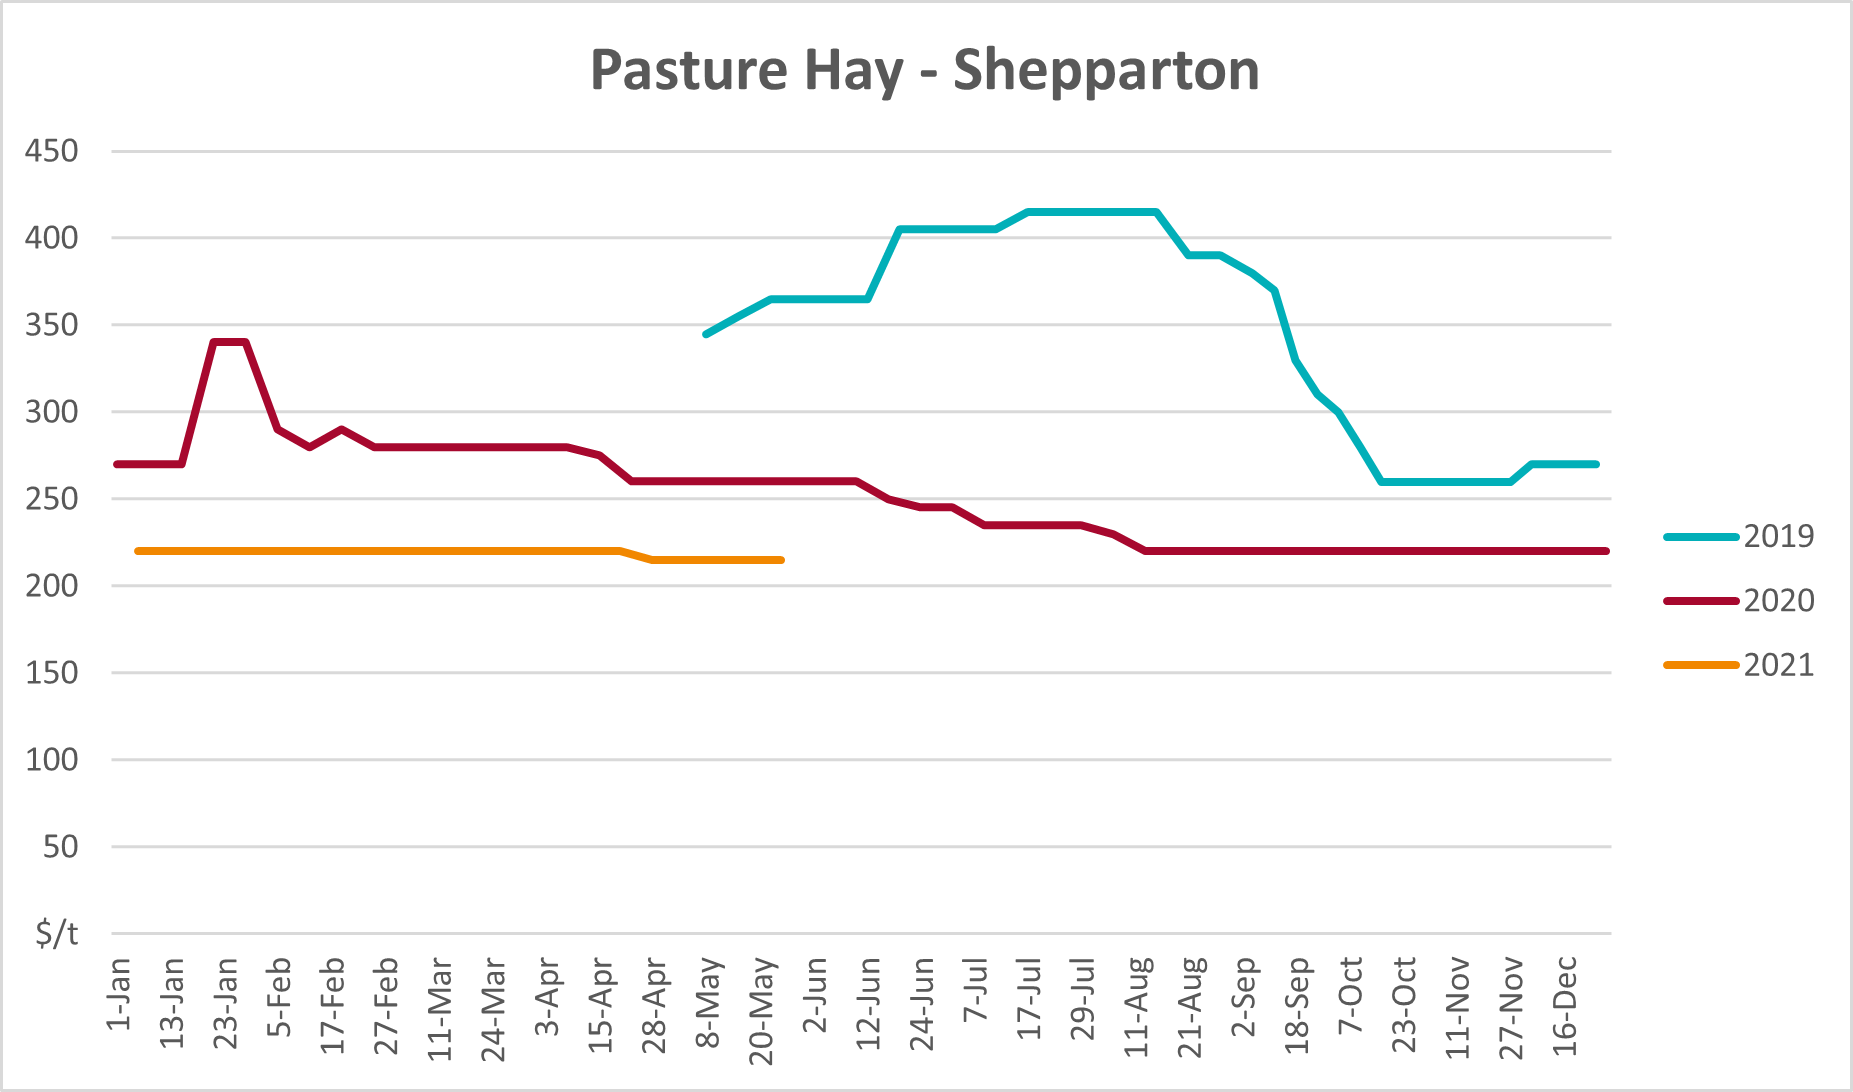 Pasture Hay - Shepparton
450
400
350
300
250
200
150
100
50
$/t
1-Jan
13-Jan
23-Jan
5-Feb
17-Feb
27-Feb
11-Mar
24-Mar
3-Apr
15-Apr
28-Apr
8-May
20-May
2-Jun
12-Jun
24-Jun
7-Jul
17-Jul
29-Jul
11-Aug
21-Aug
2-Sep
18-Sep
7-Oct
23-Oct
11-Nov
27-Nov
16-Dec
2019
2020
2021